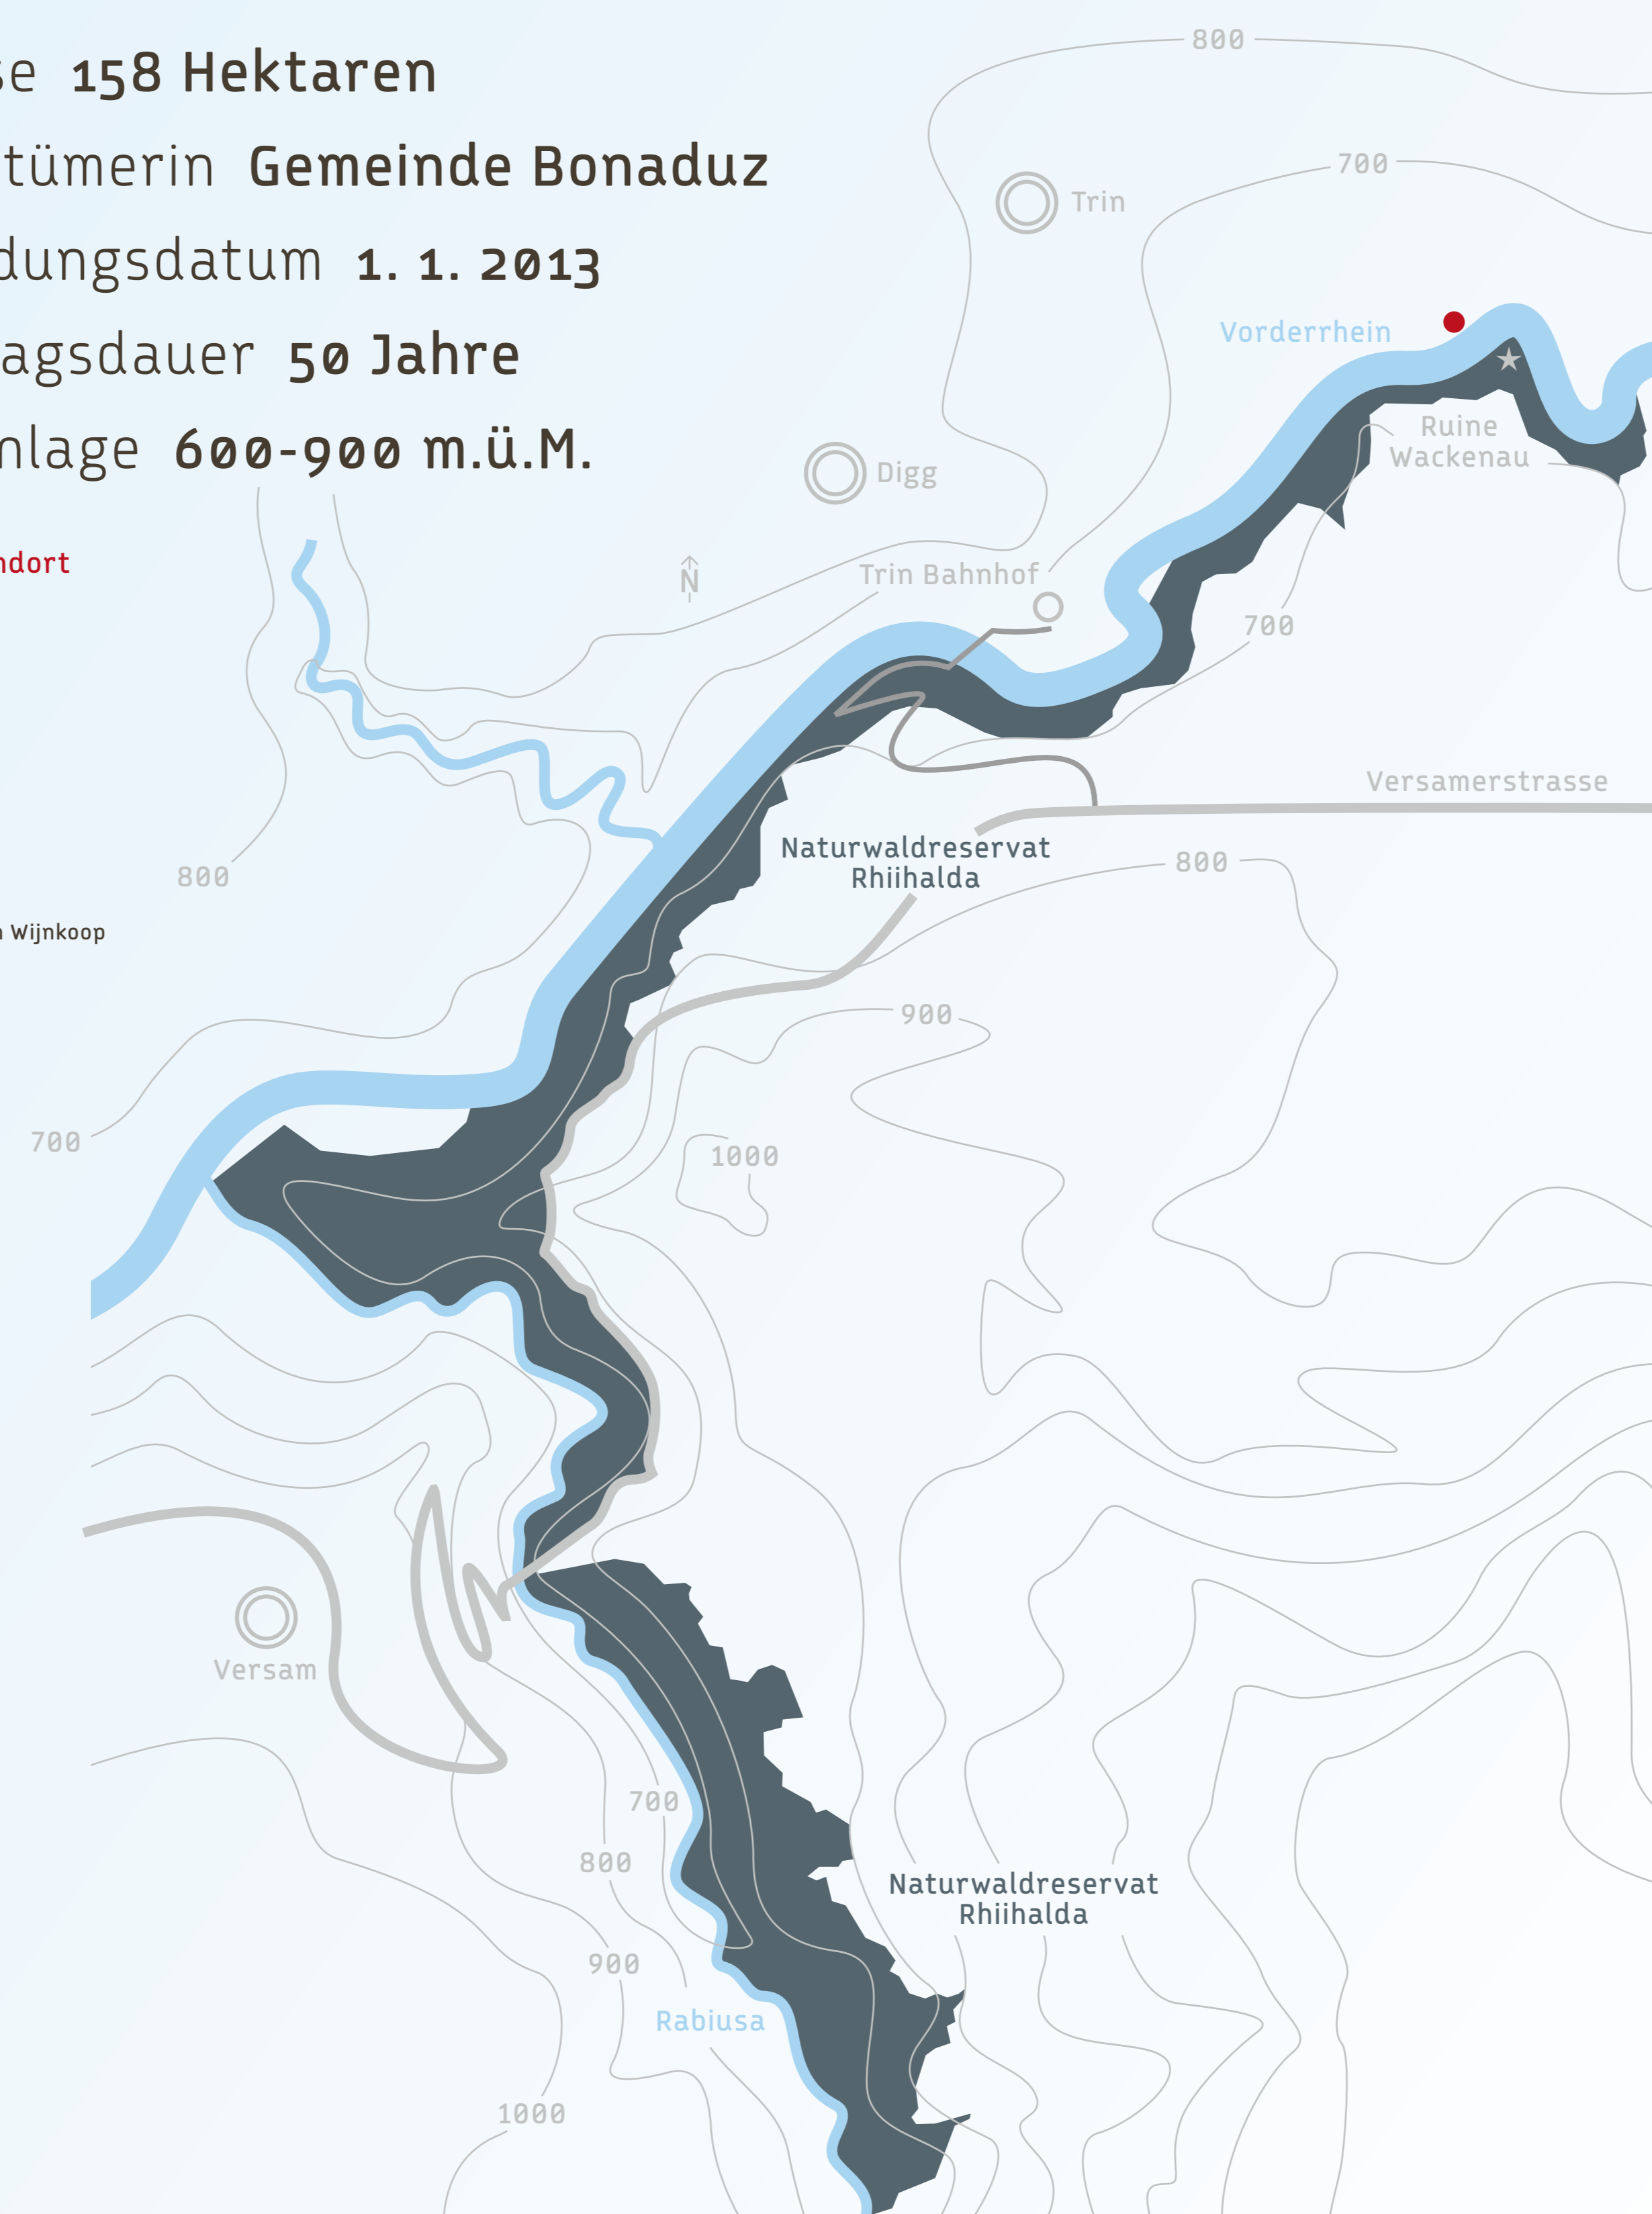 se 158 Hektaren
tümerin Gemeinde Bonaduz
dungsdatum 1. 1. 2013
agsdauer 50 Jahre
nlage 600-900 m.ü.M.
ndort
n Wijnkoop
800
700
Trin
Vorderrhein
Ruine
Wackenau
Digg
N
Trin Bahnhof
700
Versamerstrasse
Naturwaldreservat
Rhiihalda
800
800
900
700
1000
Versam
700
800
Naturwaldreservat
Rhiihalda
900
Rabiusa
1000